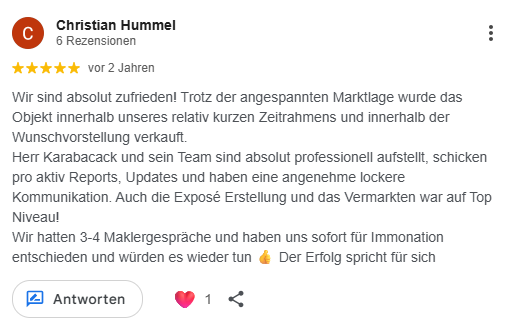 C
Christian Hummel
6 Rezensionen
vor 2 Jahren
Wir sind absolut zufrieden! Trotz der angespannten Marktlage wurde das
Objekt innerhalb unseres relativ kurzen Zeitrahmens und innerhalb der
Wunschvorstellung verkauft.
Herr Karabacack und sein Team sind absolut professionell aufstellt, schicken
pro aktiv Reports, Updates und haben eine angenehme lockere
Kommunikation. Auch die Exposé Erstellung und das Vermarkten war auf Top
Niveau!
Wir hatten 3-4 Maklergespräche und haben uns sofort für Immonation
entschieden und würden es wieder tun 👍 Der Erfolg spricht für sich
Antworten
1